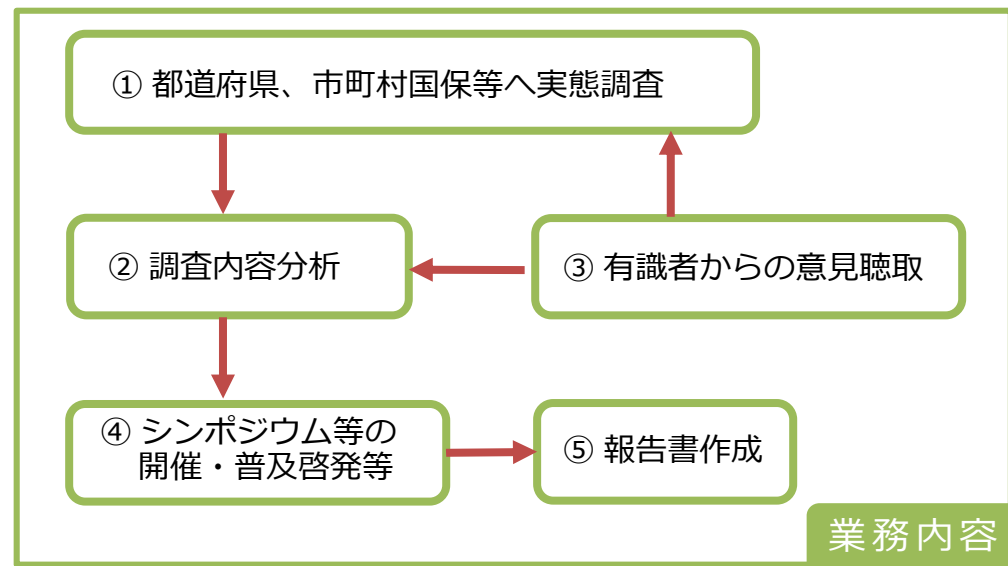 ① 都道府県、市町村国保等へ実態調査
② 調査内容分析
③ 有識者からの意見聴取
④ シンポジウム等の
開催・普及啓発等
⑤ 報告書作成
業務内容